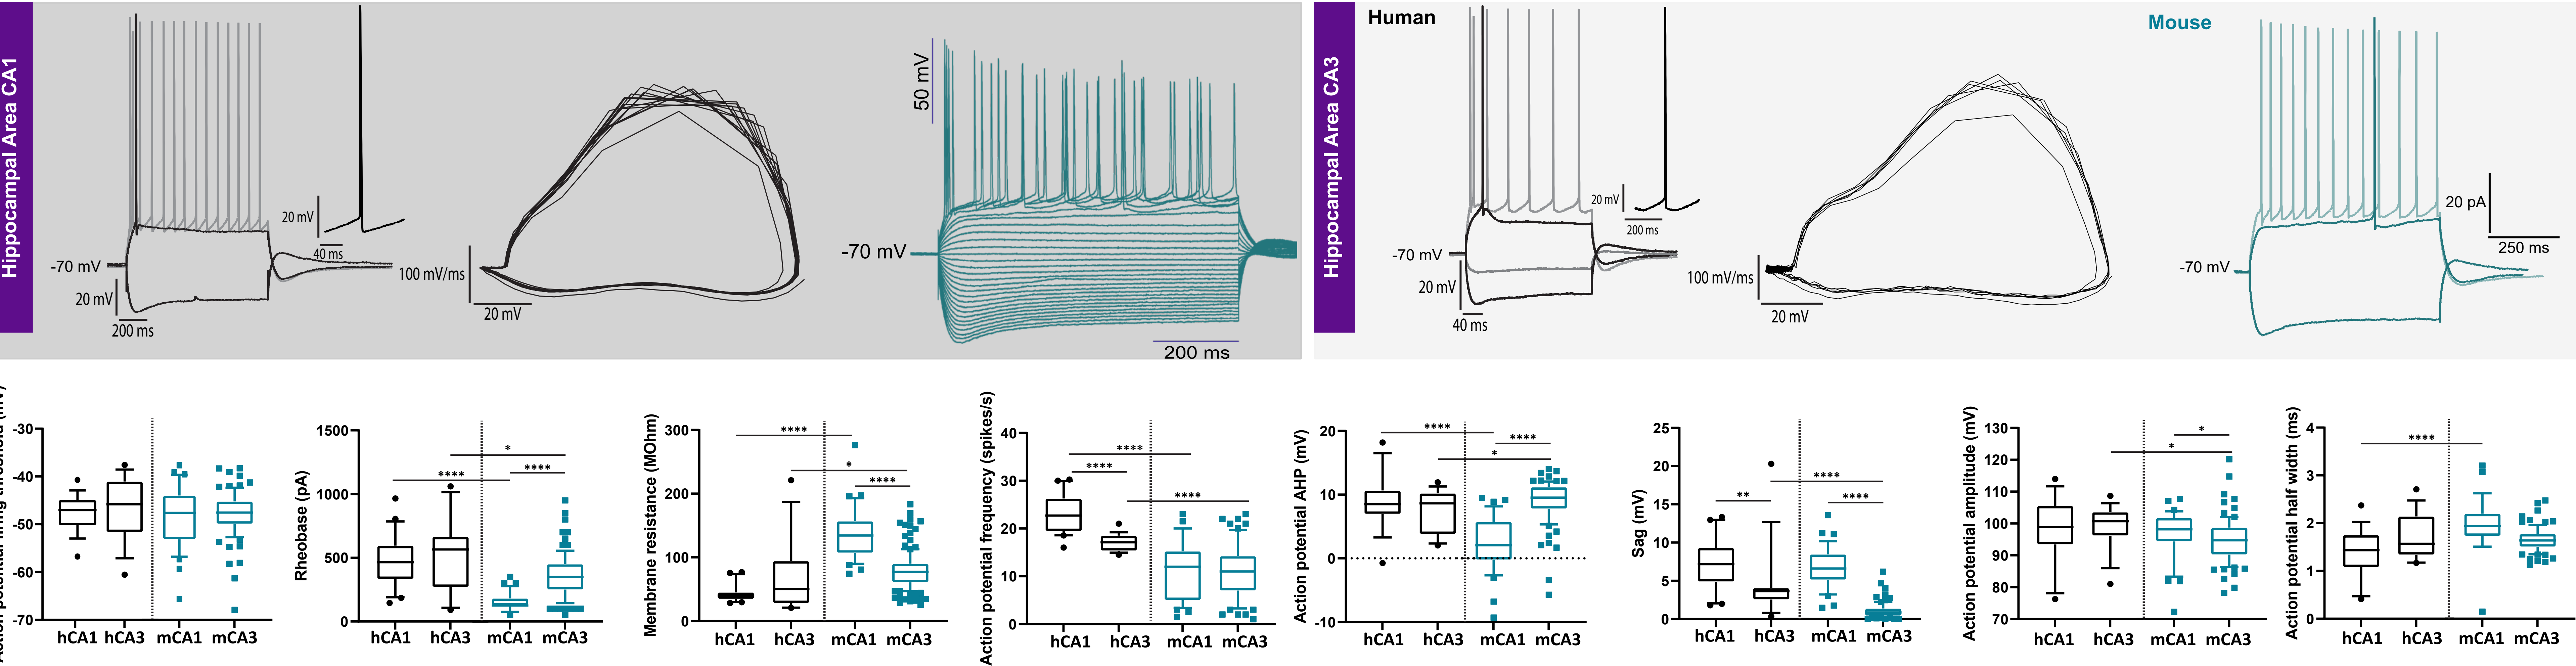 Hippocampal Area CA1
-70 mV
20 mV
200 ms
20 mV
40 ms
100 mV/ms
20 mV
50 mV
-70 mV
200 ms
Hippocampal Area CA3
Human
-70 mV
20 mV
40 ms
20 mV
200 ms
100 mV/ms
20 mV
Mouse
-70 mV
20 pA
250 ms
-30
-40
-50
-60
-70
hCA1 hCA3 mCA1 mCA3
Rheobase (pA)
1500
1000
500
0
* 
**** ****
hCA1 hCA3 mCA1 mCA3
Membrane resistance (MOhm)
300
200
100
0
****
*
****
hCA1 hCA3 mCA1 mCA3
Action potential frequency (spikes/s)
40
30
20
10
0
****
****
****
hCA1 hCA3 mCA1 mCA3
Action potential AHP (mV)
20
10
0
-10
****
****
*
hCA1 hCA3 mCA1 mCA3
Sag (mV)
25
20
15
10
5
0
****
** ****
hCA1 hCA3 mCA1 mCA3
Action potential amplitude (mV)
130
120
110
100
90
80
70
*
*
hCA1 hCA3 mCA1 mCA3
Action potential half width (ms)
4
3
2
1
0
****
hCA1 hCA3 mCA1 mCA3